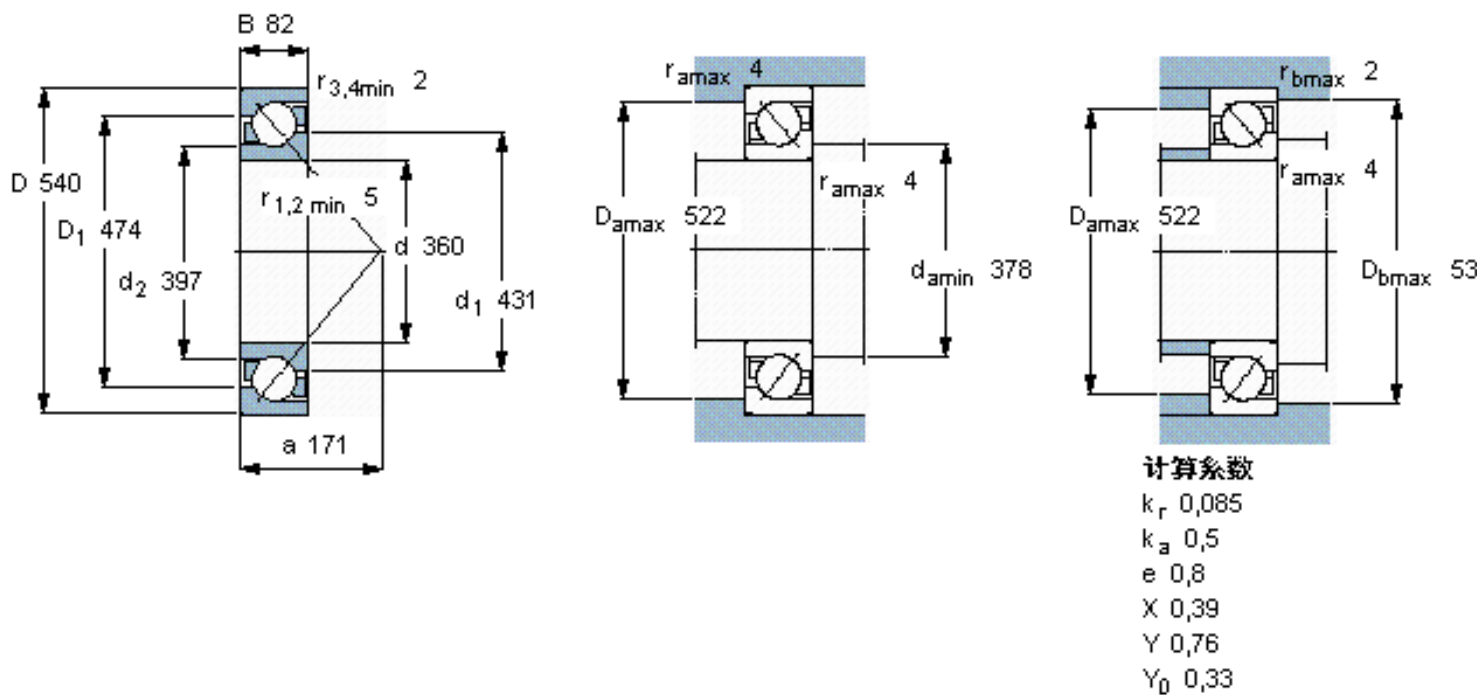 B 82
r3,4min 2
D 540
D1 474
d2 397
r1,2 min 5
d 360
d1 431
a 171
ramax 4
ramax 4
Damax 522
damin 378
rbmax 2
ramax 4
Damax 522
Dbmax 53
计算系数
kr 0,085
ka 0,5
e 0,8
X 0,39
Y 0,76
Y0 0,33